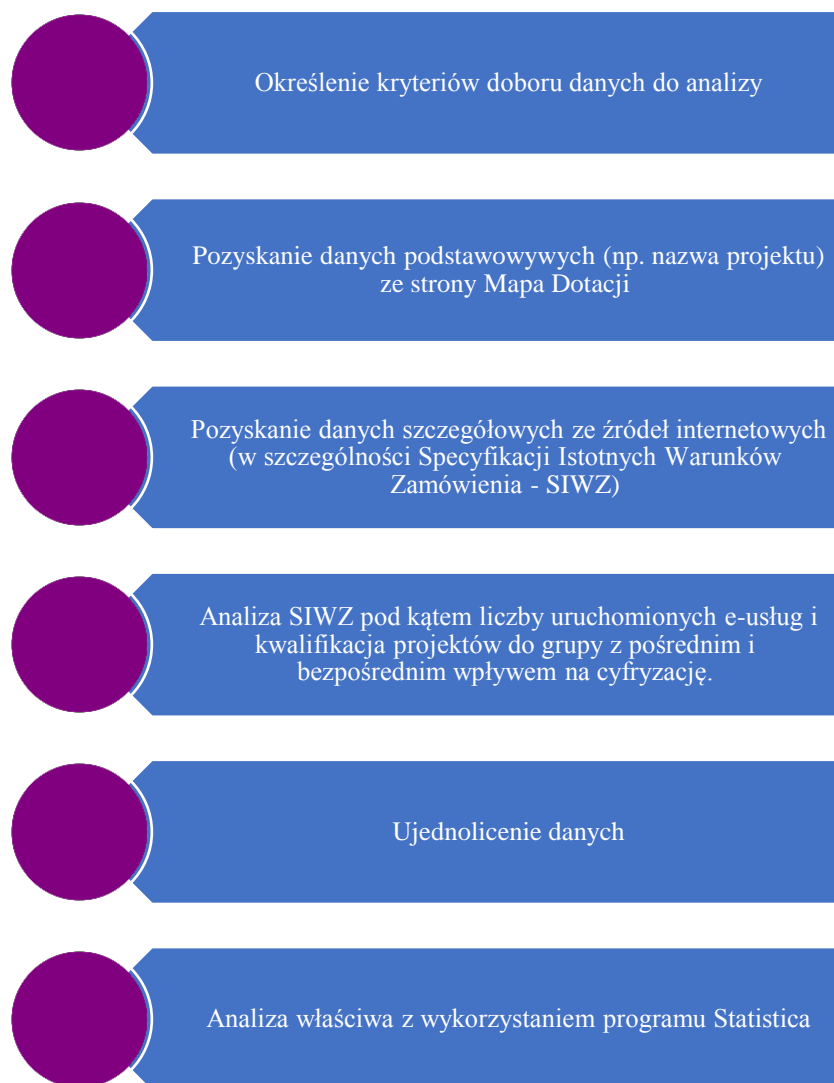 Określenie kryteriów doboru danych do analizy
Pozyskanie danych podstawowywych (np. nazwa projektu)
ze strony Mapa Dotacji
Pozyskanie danych szczegółowych ze źródeł internetowych
(w szczególności Specyfikacji Istotnych Warunków
Zamówienia - SIWZ)
Analiza SIWZ pod kątem liczby uruchomionych e-usług i
kwalifikacja projektów do grupy z pośrednim i
bezpośrednim wpływem na cyfryzację.
Ujednolicenie danych
Analiza właściwa z wykorzystaniem programu Statistica